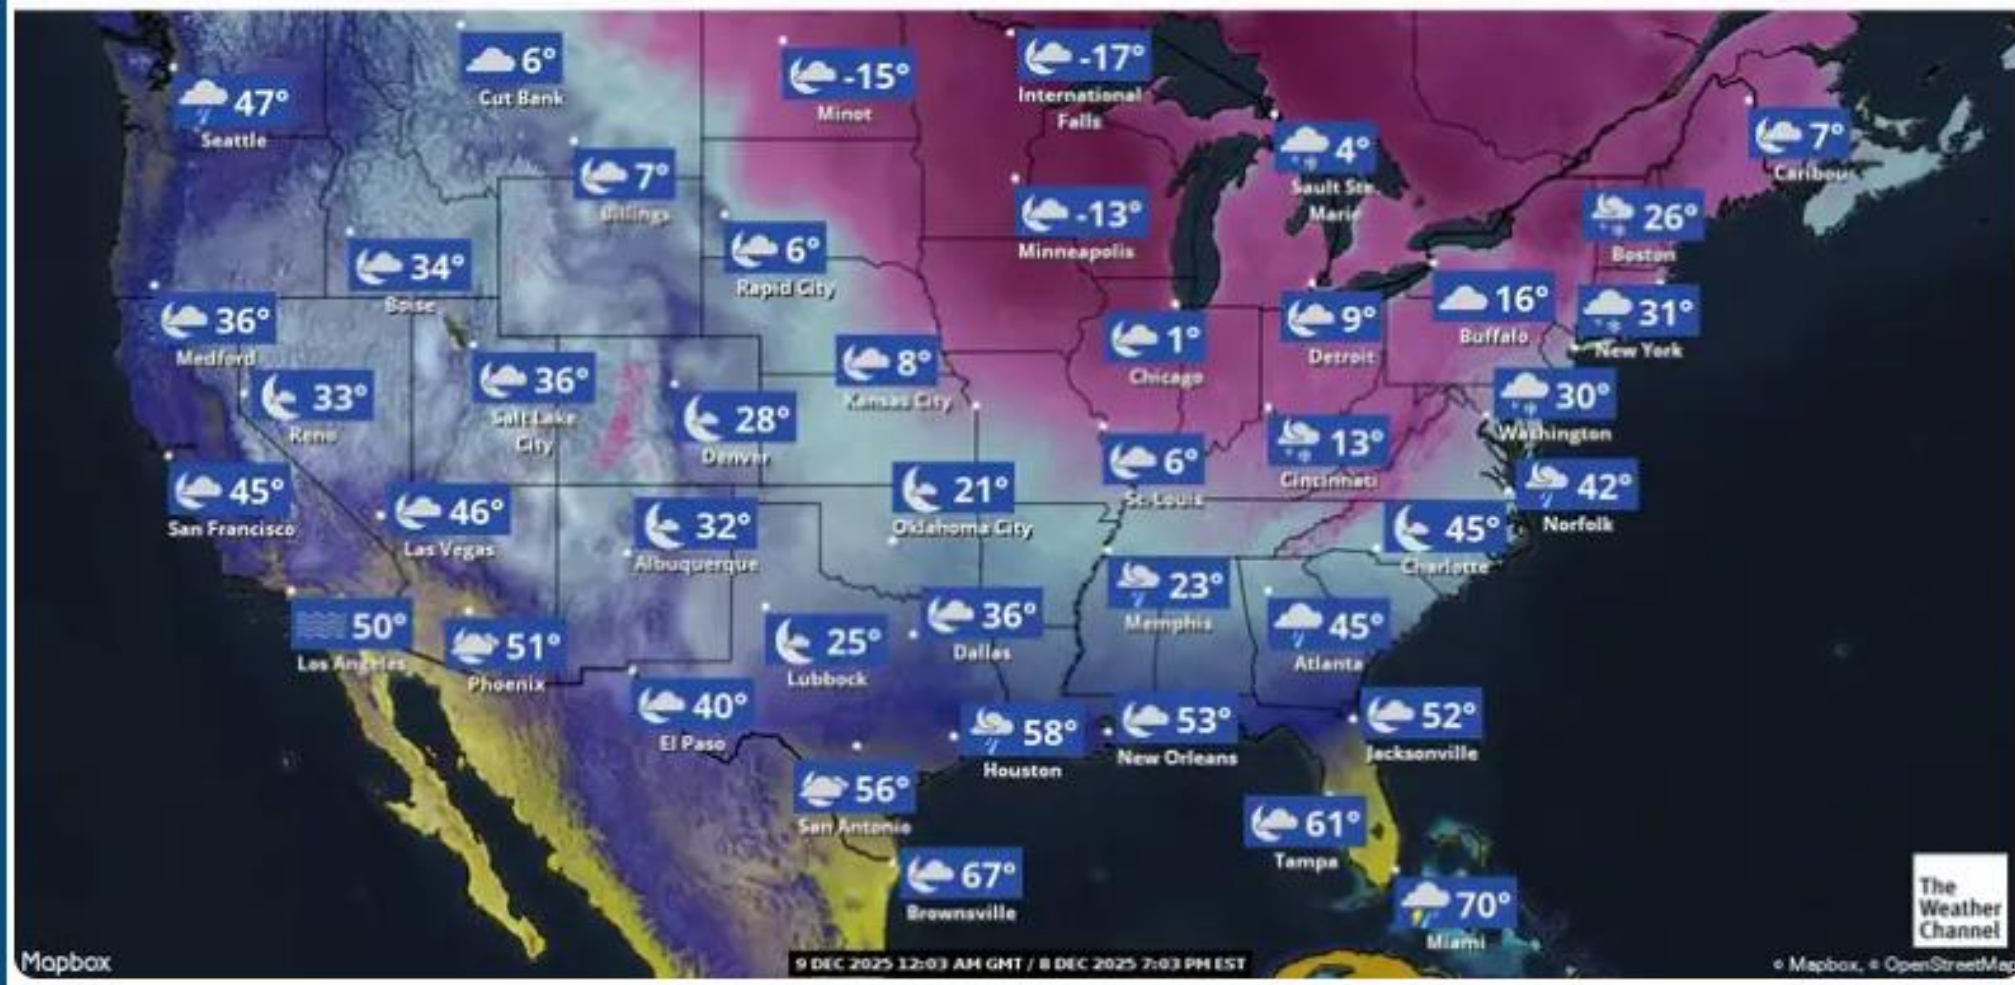 6°
Cut Bank
-15°
Minot
-17°
International
Falls
47°
Seattle
7°
Billings
4°
Sault Ste.
Marie
7°
Caribou
6°
Rapid City
-13°
Minneapolis
26°
Boston
34°
Boise
36°
Medford
16°
Buffalo
31°
New York
9°
Detroit
1°
Chicago
8°
Kansas City
36°
Salt Lake
City
33°
Reno
28°
Denver
30°
Washington
13°
Cincinnati
6°
St. Louis
42°
Norfolk
45°
San Francisco
46°
Las Vegas
32°
Albuquerque
21°
Oklahoma City
45°
Charlotte
23°
Memphis
45°
Atlanta
50°
Los Angeles
51°
Phoenix
25°
Lubbock
36°
Dallas
40°
El Paso
58°
Houston
53°
New Orleans
52°
Jacksonville
56°
San Antonio
61°
Tampa
67°
Brownsville
70°
Miami
The
Weather
Channel
Mapbox
9 DEC 2025 12:03 AM GMT / 8 DEC 2025 7:03 PM EST
© Mapbox, © OpenStreetMap